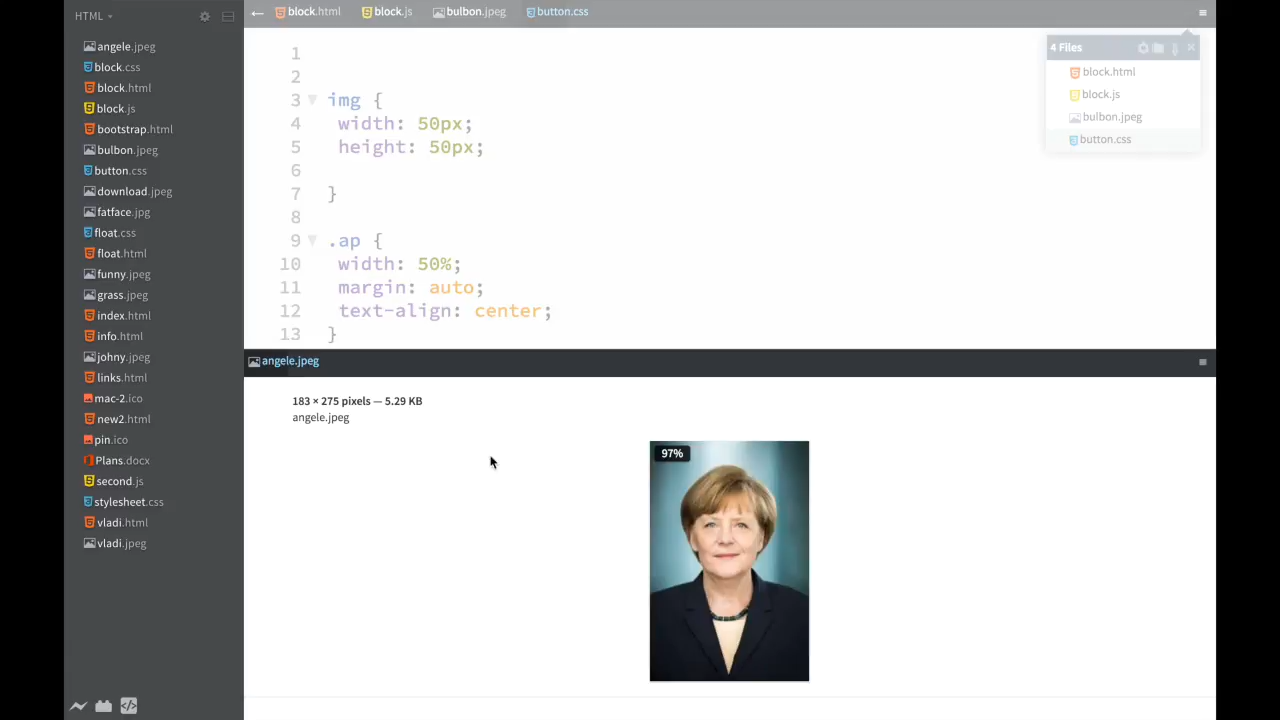 HTML
angele.jpeg
block.css
block.html
block.js
bootstrap.html
bulbon.jpeg
button.css
download.jpeg
fatface.jpg
float.css
float.html
funny.jpeg
grass.jpeg
index.html
info.html
johny.jpeg
links.html
mac-2.ico
new2.html
pin.ico
Plans.docx
second.js
stylesheet.css
vladi.html
vladi.jpeg
block.html block.js bulbon.jpeg button.css
1
2
3 img {
4 width: 50px;
5 height: 50px;
6
7 }
8
9 .ap {
10 width: 50%;
11 margin: auto;
12 text-align: center;
13 }
4 Files
block.html
block.js
bulbon.jpeg
button.css
angele.jpeg
183 × 275 pixels — 5.29 KB
angele.jpeg
97%